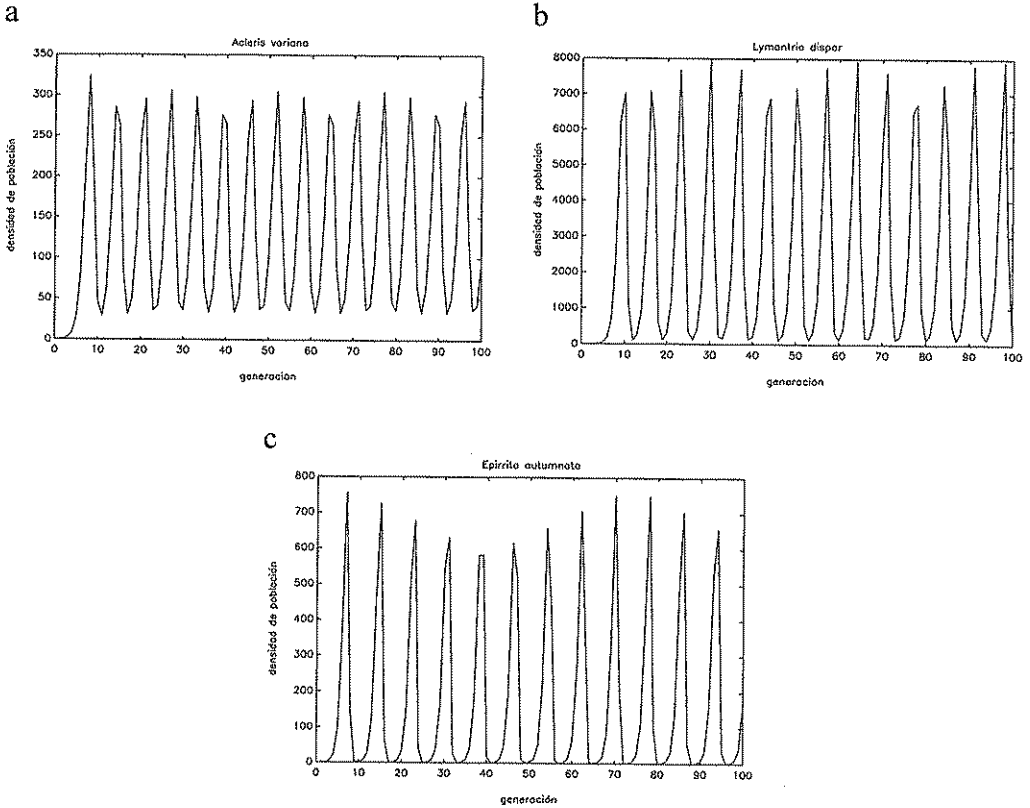 a
Acleris variana
densidad de población
350
300
250
200
150
100
50
0
0 10 20 30 40 50 60 70 80 90 100
generación
b
Lymantria dispar
densidad de población
8000
7000
6000
5000
4000
3000
2000
1000
0
0 10 20 30 40 50 60 70 80 90 100
generación
c
Epirrita autumnata
densidad de población
800
700
600
500
400
300
200
100
0
0 10 20 30 40 50 60 70 80 90 100
generación